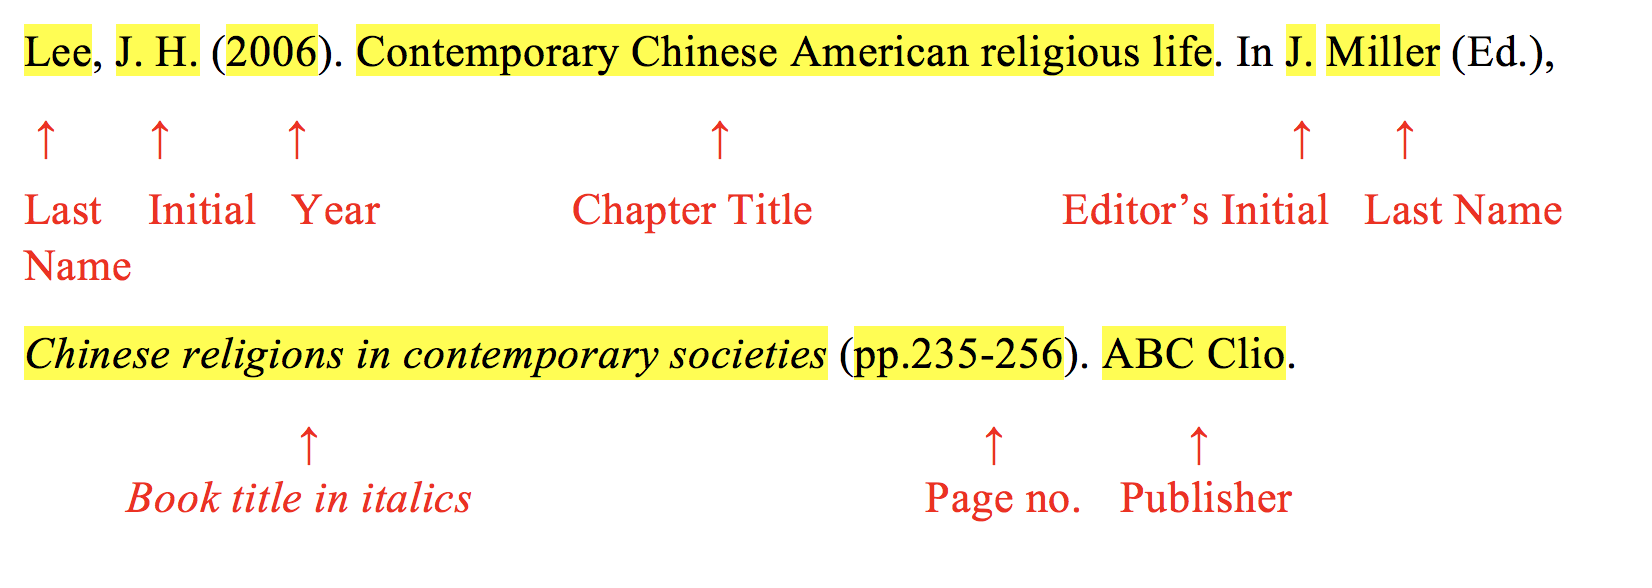 Lee, J. H. (2006). Contemporary Chinese American religious life. In J. Miller (Ed.),
↑ ↑ ↑ ↑ ↑ ↑
Last Initial Year Chapter Title Editor’s Initial Last Name
Name
Chinese religions in contemporary societies (pp.235-256). ABC Clio.
↑ ↑ ↑
Book title in italics Page no. Publisher